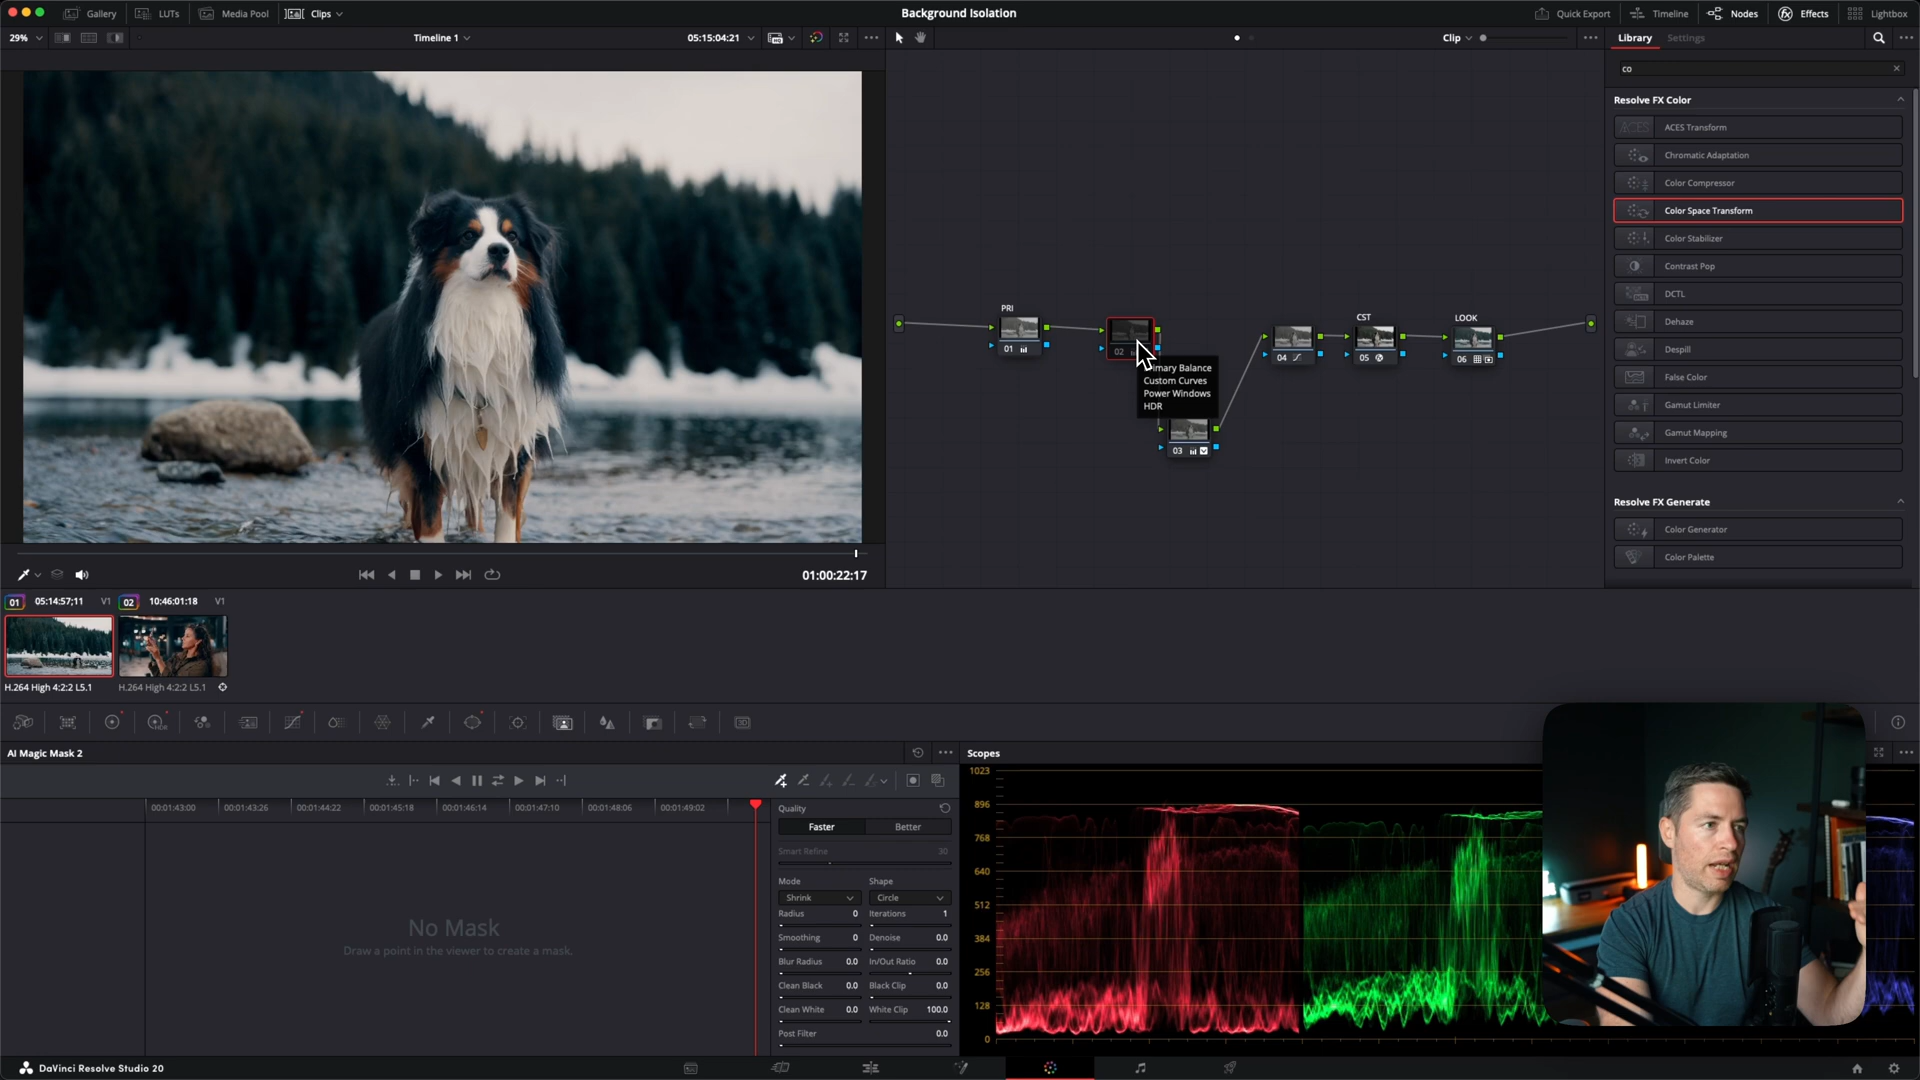 Gallery
LUTs
Media Pool
Clips
Background Isolation
Quick Export
Timeline
Nodes
Effects
Lightbox
29%
Timeline 1
05:15:04:21
Clip
Library
Settings
co
Resolve FX Color
ACES Transform
Chromatic Adaptation
Color Compressor
Color Space Transform
Color Stabilizer
Contrast Pop
DCTL
Dehaze
Despill
False Color
Gamut Limiter
Gamut Mapping
Invert Color
Resolve FX Generate
Color Generator
Color Palette
PRI
01
02
03
04
CST
05
LOOK
06
mary Balance
Custom Curves
Power Windows
HDR
01:00:22:17
01 05:14:57;11 V1
02 10:46:01:18 V1
H.264 High 4:2:2 L5.1
H.264 High 4:2:2 L5.1
AI Magic Mask 2
00:01:43:00 00:01:43:26 00:01:44:22 00:01:45:18 00:01:46:14 00:01:47:10 00:01:48:06 00:01:49:02
No Mask
Draw a point in the viewer to create a mask.
Quality
Faster Better
Smart Refine 30
Mode Shape
Shrink Circle
Radius 0 Iterations 1
Smoothing 0 Denoise 0.0
Blur Radius 0.0 In/Out Ratio 0.0
Clean Black 0.0 Black Clip 0.0
Clean White 0.0 White Clip 100.0
Post Filter 0.0
Scopes
1023
896
768
640
512
384
256
128
0
DaVinci Resolve Studio 20